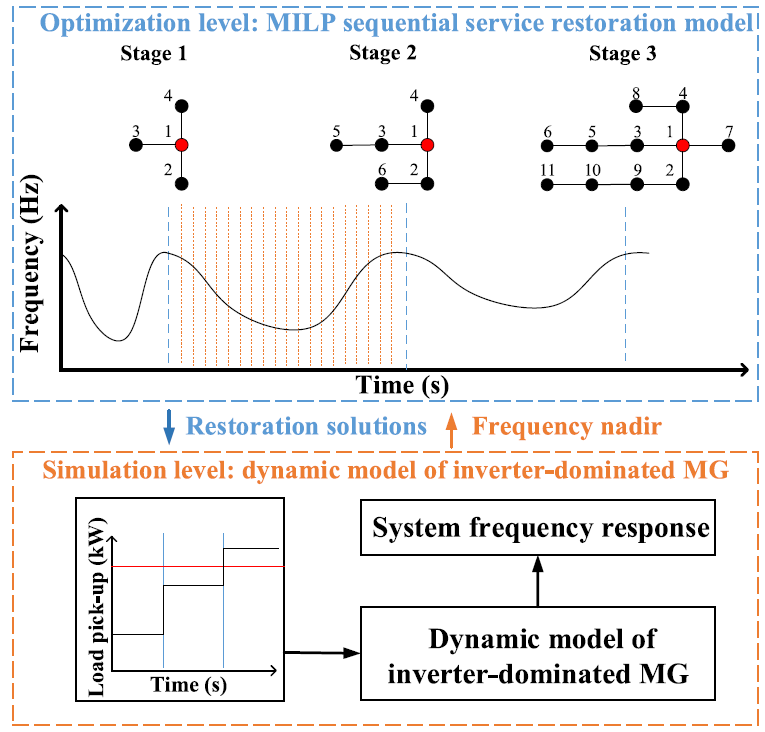 Optimization level: MILP sequential service restoration model
Stage 1
Stage 2
Stage 3
4
3 1
2
4
5 3 1
6 2
8 4
6 5 3 1 7
11 10 9 2
Frequency (Hz)
Time (s)
Restoration solutions
Frequency nadir
Simulation level: dynamic model of inverter-dominated MG
Load pick-up (kW)
Time (s)
System frequency response
Dynamic model of
inverter-dominated MG